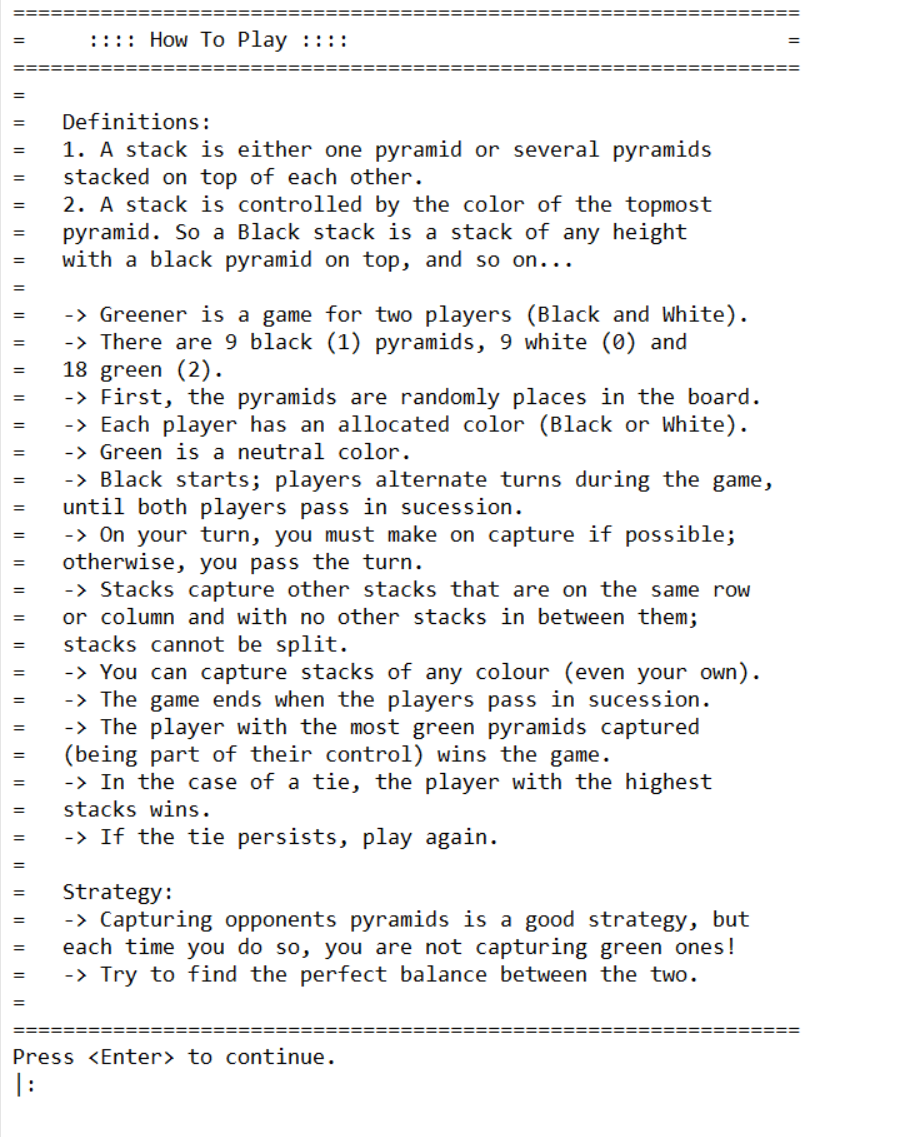 ===============================================================
= :::: How To Play :::: =
===============================================================
=
= Definitions:
= 1. A stack is either one pyramid or several pyramids
= stacked on top of each other.
= 2. A stack is controlled by the color of the topmost
= pyramid. So a Black stack is a stack of any height
= with a black pyramid on top, and so on...
=
= -> Greener is a game for two players (Black and White).
= -> There are 9 black (1) pyramids, 9 white (0) and
= 18 green (2).
= -> First, the pyramids are randomly places in the board.
= -> Each player has an allocated color (Black or White).
= -> Green is a neutral color.
= -> Black starts; players alternate turns during the game,
= until both players pass in sucession.
= -> On your turn, you must make on capture if possible;
= otherwise, you pass the turn.
= -> Stacks capture other stacks that are on the same row
= or column and with no other stacks in between them;
= stacks cannot be split.
= -> You can capture stacks of any colour (even your own).
= -> The game ends when the players pass in sucession.
= -> The player with the most green pyramids captured
= (being part of their control) wins the game.
= -> In the case of a tie, the player with the highest
= stacks wins.
= -> If the tie persists, play again.
=
= Strategy:
= -> Capturing opponents pyramids is a good strategy, but
= each time you do so, you are not capturing green ones!
= -> Try to find the perfect balance between the two.
=
===============================================================
Press <Enter> to continue.
|: